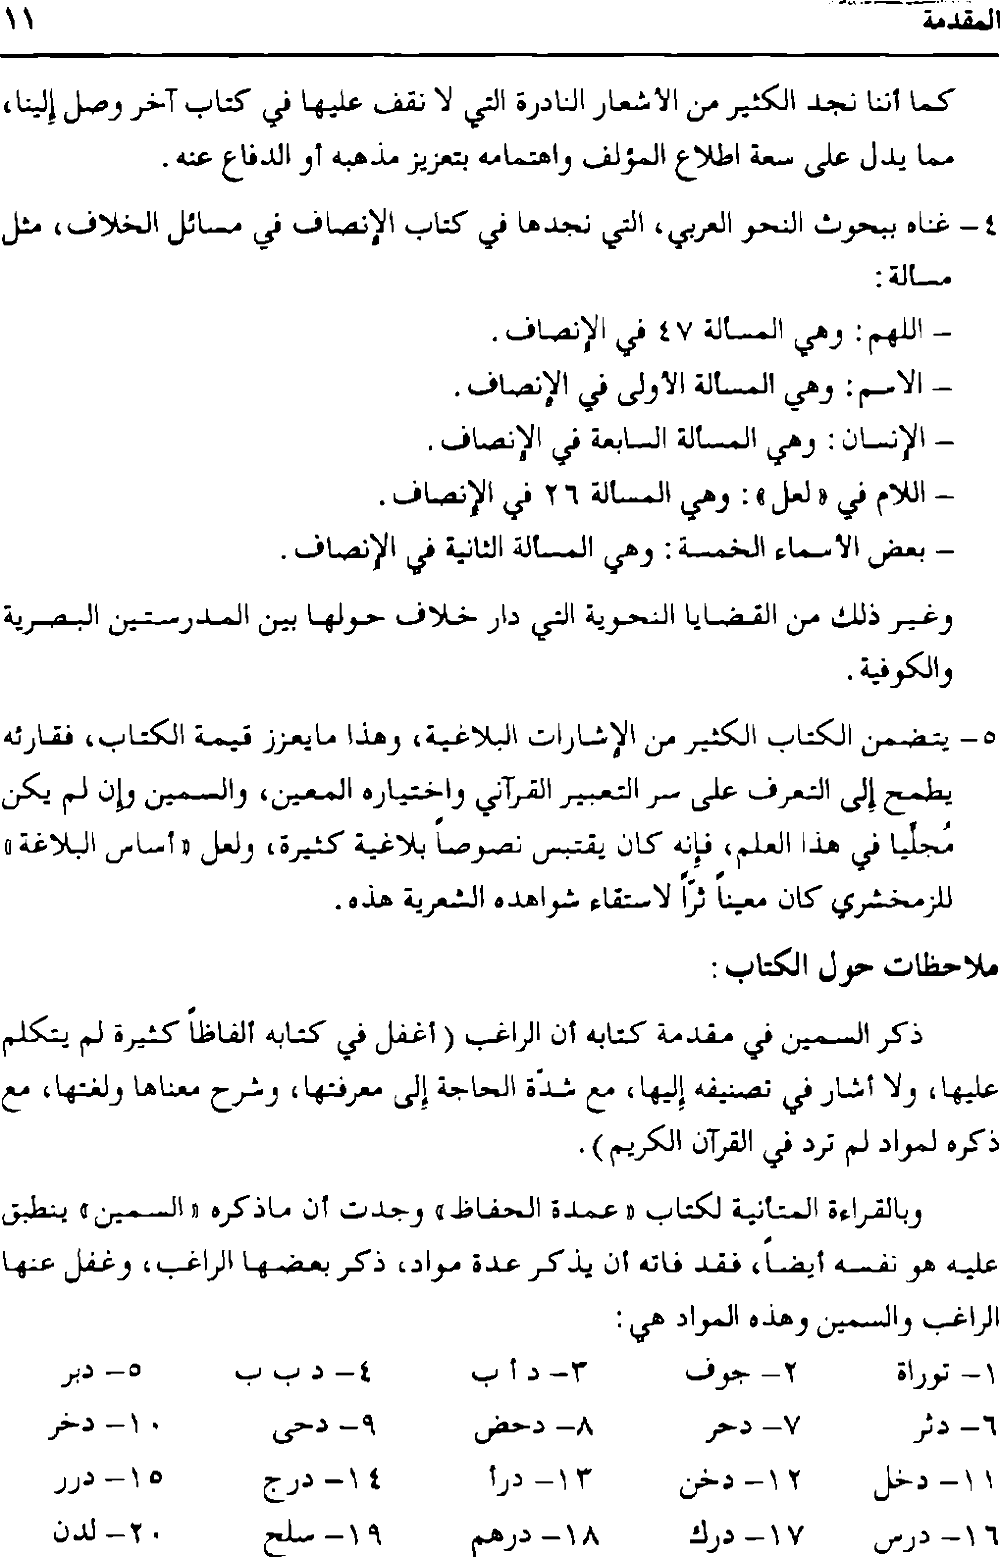 المقدمة ١١
كما أننا نجد الكثير من الأشعار النادرة التي لا نقف عليها في كتاب آخر وصل إلينا،
مما يدل على سعة اطلاع المؤلف واهتمامه بتعزيز مذهبه أو الدفاع عنه.
٤- غناه ببحوث النحو العربي، التي نجدها في كتاب الإنصاف في مسائل الخلاف، مثل
مسألة:
- اللهم: وهي المسألة ٤٧ في الإنصاف.
- الاسم: وهي المسألة الأولى في الإنصاف.
- الإنسان: وهي المسألة السابعة في الإنصاف.
- اللام في «لعل»: وهي المسألة ٢٦ في الإنصاف.
- بعض الأسماء الخمسة: وهي المسألة الثانية في الإنصاف.
وغير ذلك من القضايا النحوية التي دار خلاف حولها بين المدرستين البصرية
والكوفية.
٥- يتضمن الكتاب الكثير من الإشارات البلاغية، وهذا مايعزز قيمة الكتاب، فقارئه
يطمح إلى التعرف على سر التعبير القرآني واختياره المعين، والسمين وإن لم يكن
مُجلّيا في هذا العلم، فإنه كان يقتبس نصوصاً بلاغية كثيرة، ولعل «أساس البلاغة»
للزمخشري كان معيناً ثرّاً لاستقاء شواهده الشعرية هذه.
ملاحظات حول الكتاب:
ذكر السمين في مقدمة كتابه أن الراغب (أغفل في كتابه ألفاظاً كثيرة لم يتكلم
عليها، ولا أشار في تصنيفه إليها، مع شدّة الحاجة إلى معرفتها، وشرح معناها ولغتها، مع
ذكره لمواد لم ترد في القرآن الكريم).
وبالقراءة المتأنية لكتاب «عمدة الحفاظ» وجدت أن ماذكره «السمين» ينطبق
عليه هو نفسه أيضاً، فقد فاته أن يذكر عدة مواد، ذكر بعضها الراغب، وغفل عنها
الراغب والسمين وهذه المواد هي:
١- توراة ٢- جوف ٣- د أ ب ٤- د ب ب ٥- دبر
٦- دثر ٧- دحر ٨- دحض ٩- دحى ١٠- دخر
١١- دخل ١٢- دخن ١٣- درأ ١٤- درج ١٥- درر
١٦- درس ١٧- درك ١٨- درهم ١٩- سلح ٢٠- لدن